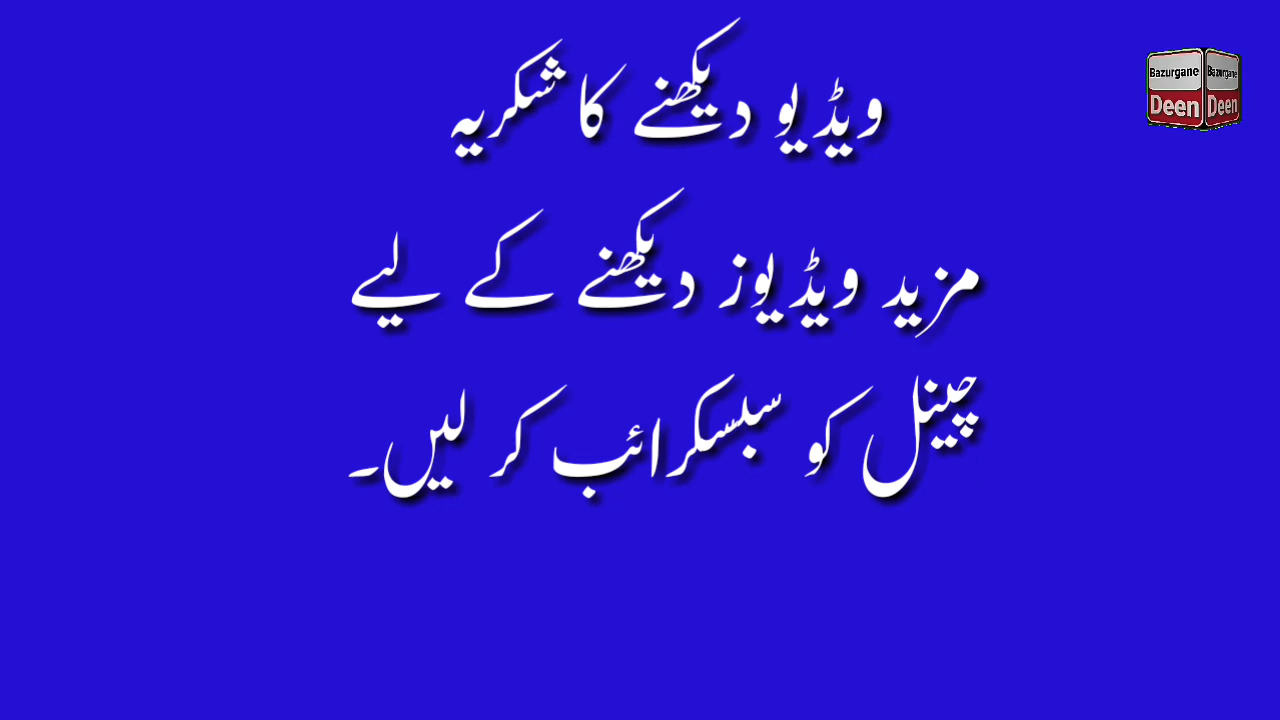 ویڈیو دیکھنے کا شکریہ
مزید ویڈیوز دیکھنے کے لیے
چینل کو سبسکرائب کر لیں۔
Bazurgane Bazurgane
Deen Deen